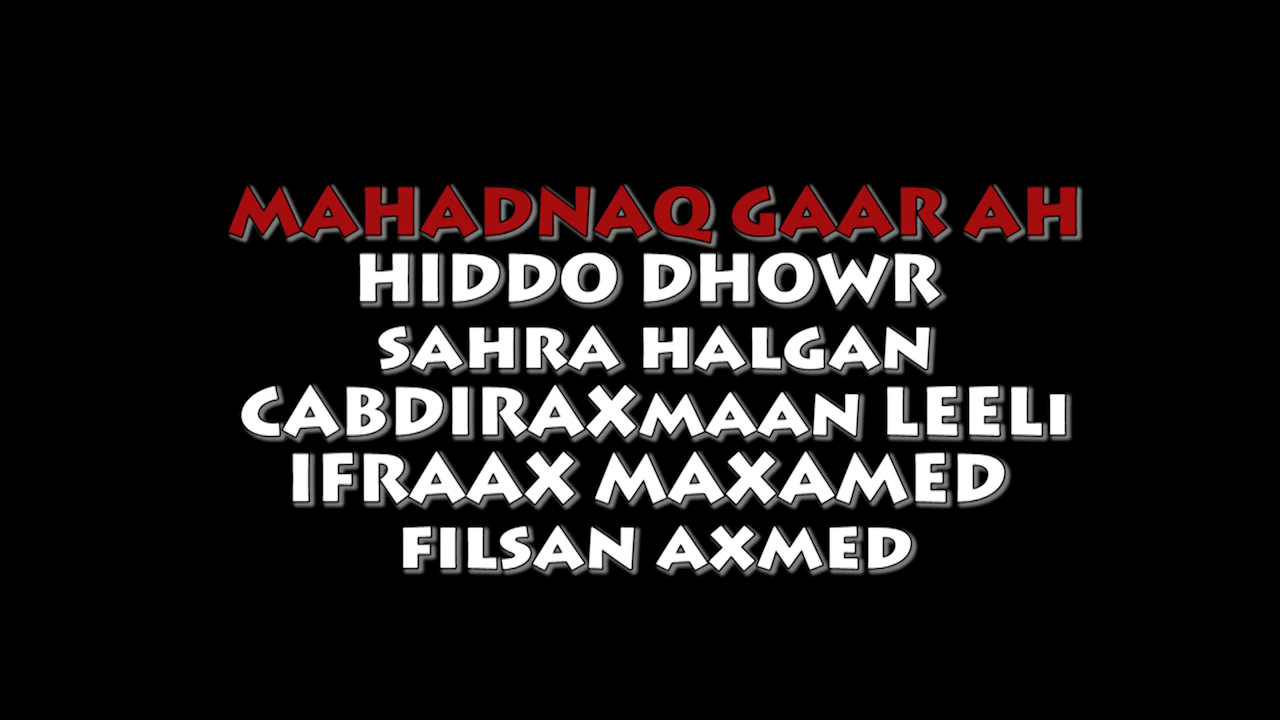 MAHADNAQ GAAR AH
HIDDO DHOWR
SAHRA HALGAN
CABDIRAXMAAN LEELI
IFRAAX MAXAMED
FILSAN AXMED